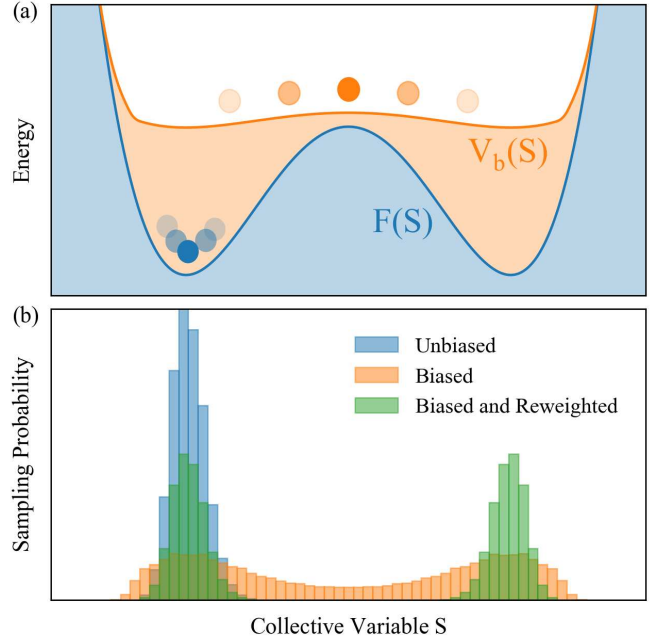 (a)
Energy
V_b(S)
F(S)
(b)
Sampling Probability
Unbiased
Biased
Biased and Reweighted
Collective Variable S